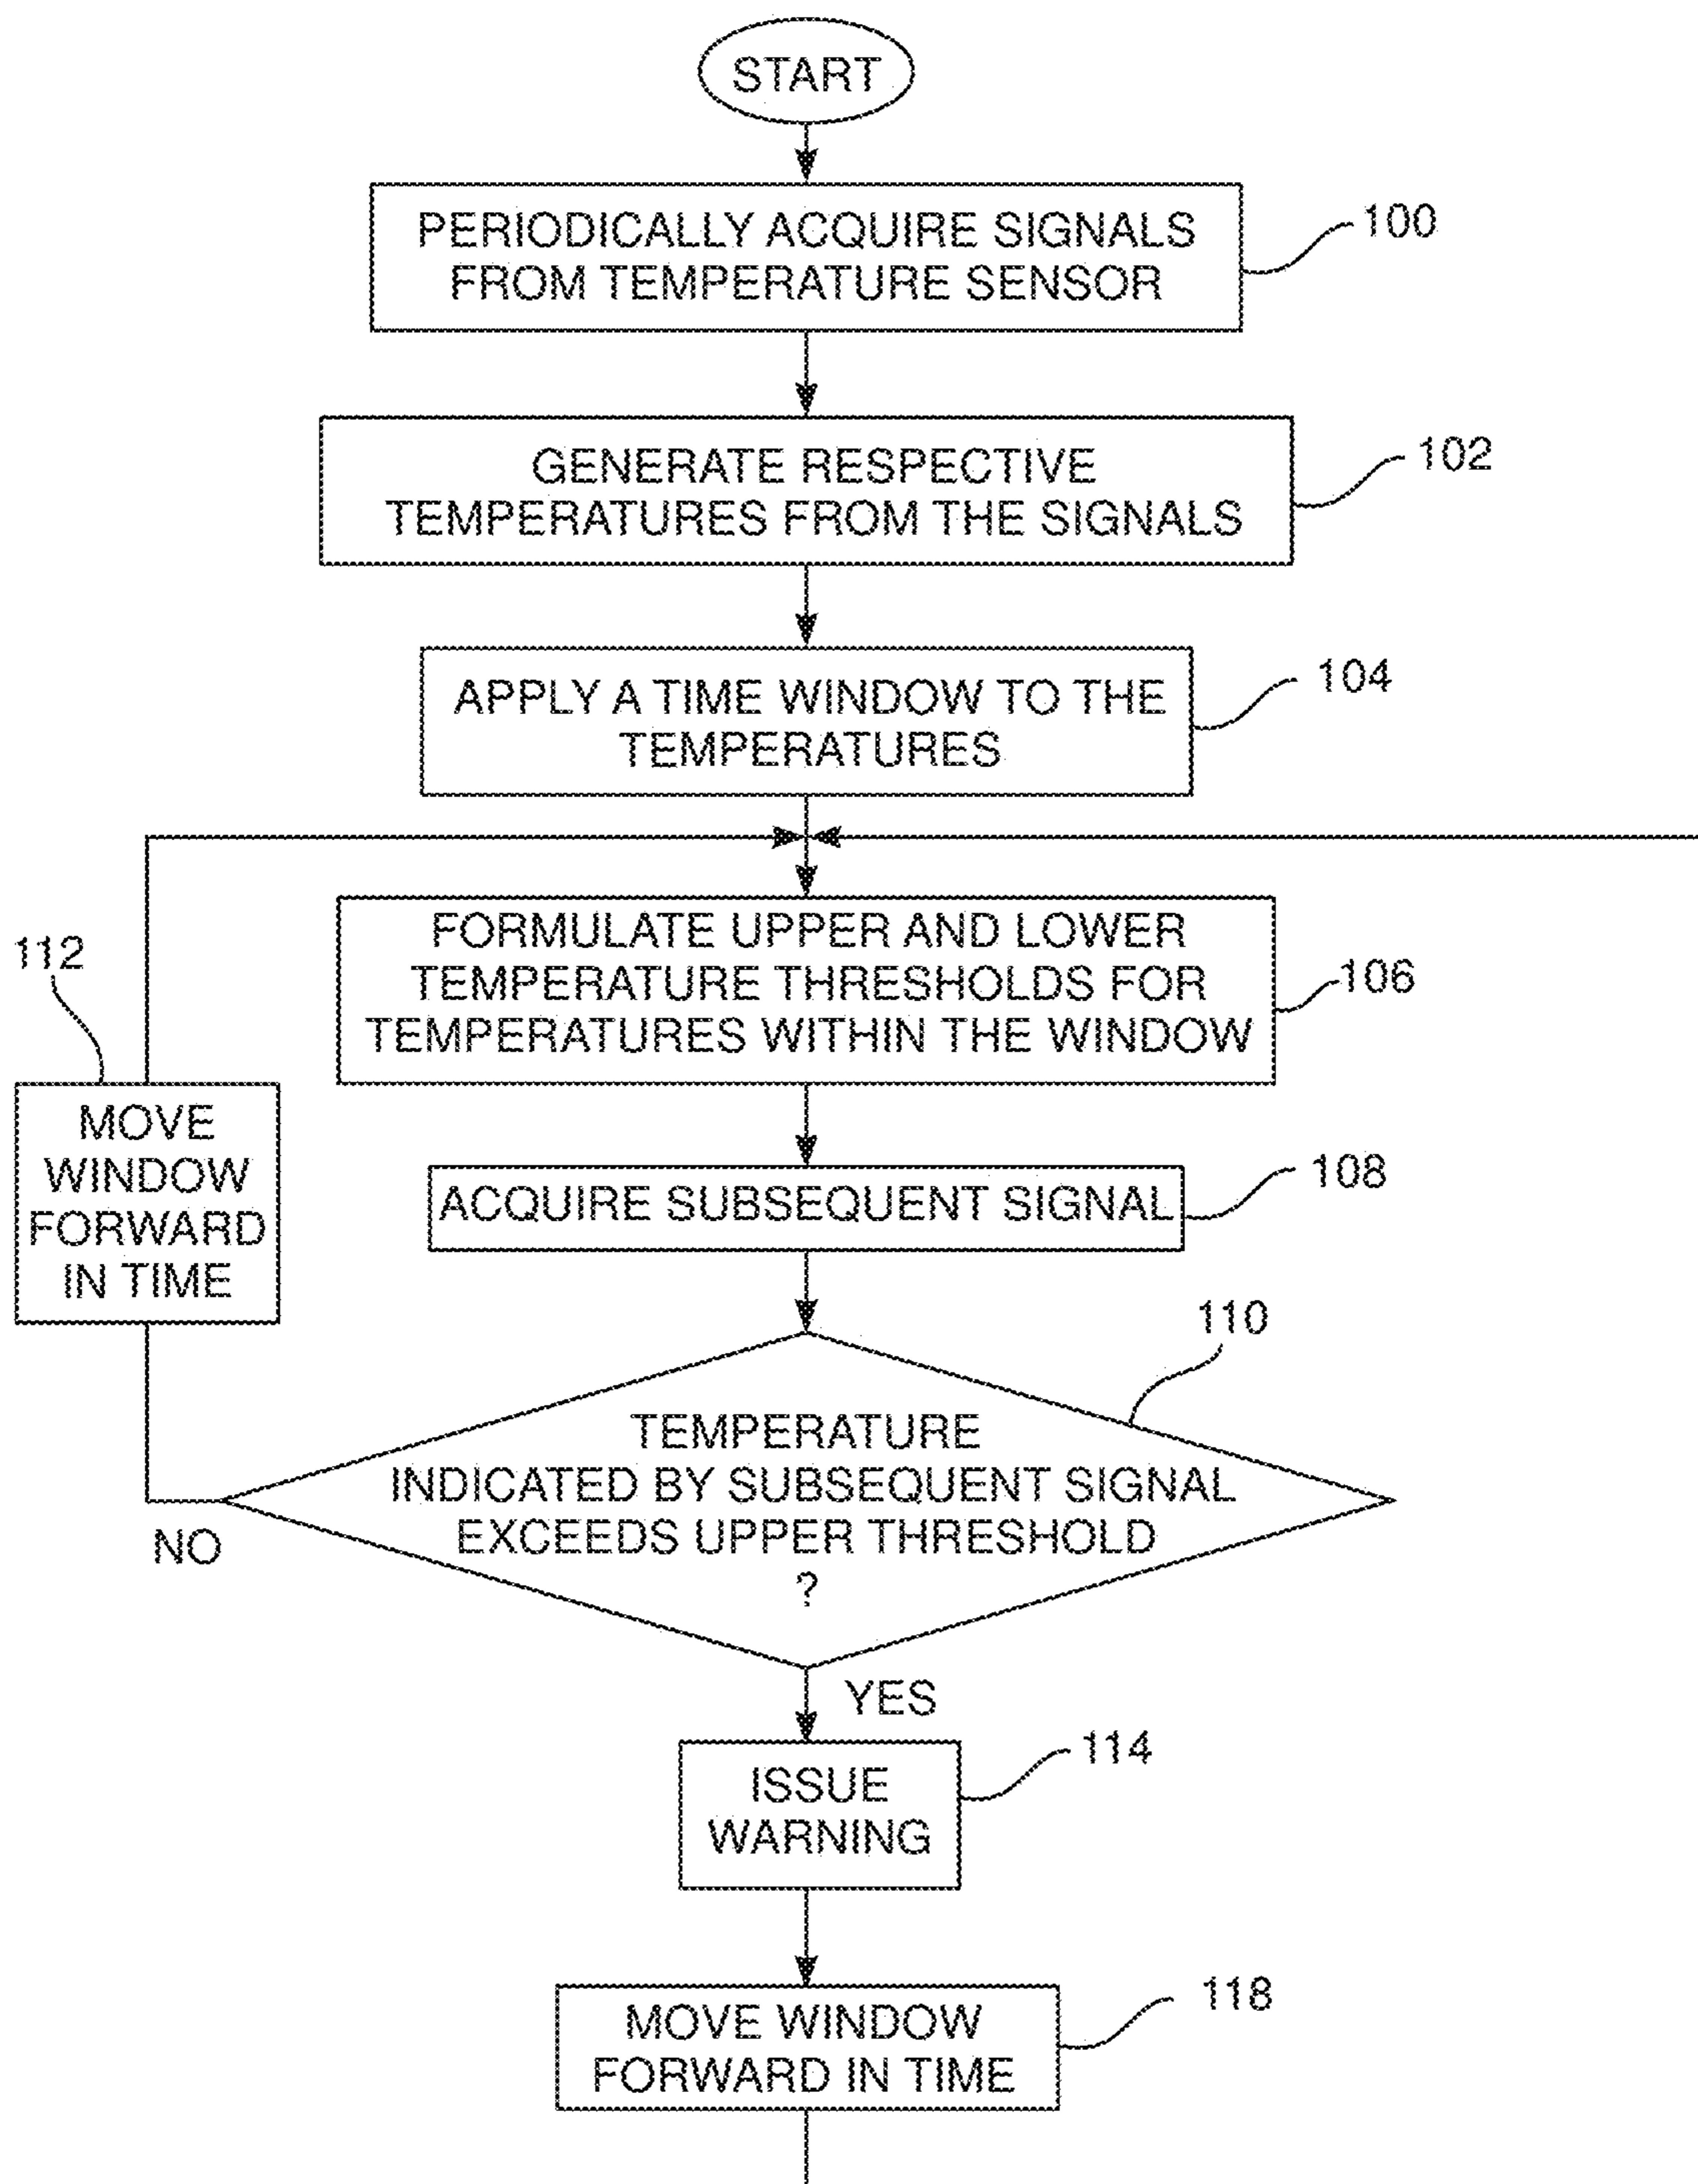 START
PERIODICALLY ACQUIRE SIGNALS
FROM TEMPERATURE SENSOR
100
GENERATE RESPECTIVE
TEMPERATURES FROM THE SIGNALS
102
APPLY A TIME WINDOW TO THE
TEMPERATURES
104
FORMULATE UPPER AND LOWER
TEMPERATURE THRESHOLDS FOR
TEMPERATURES WITHIN THE WINDOW
106
112
MOVE
WINDOW
FORWARD
IN TIME
ACQUIRE SUBSEQUENT SIGNAL
108
110
TEMPERATURE
INDICATED BY SUBSEQUENT SIGNAL
EXCEEDS UPPER THRESHOLD
?
NO
YES
ISSUE
WARNING
114
MOVE WINDOW
FORWARD IN TIME
118